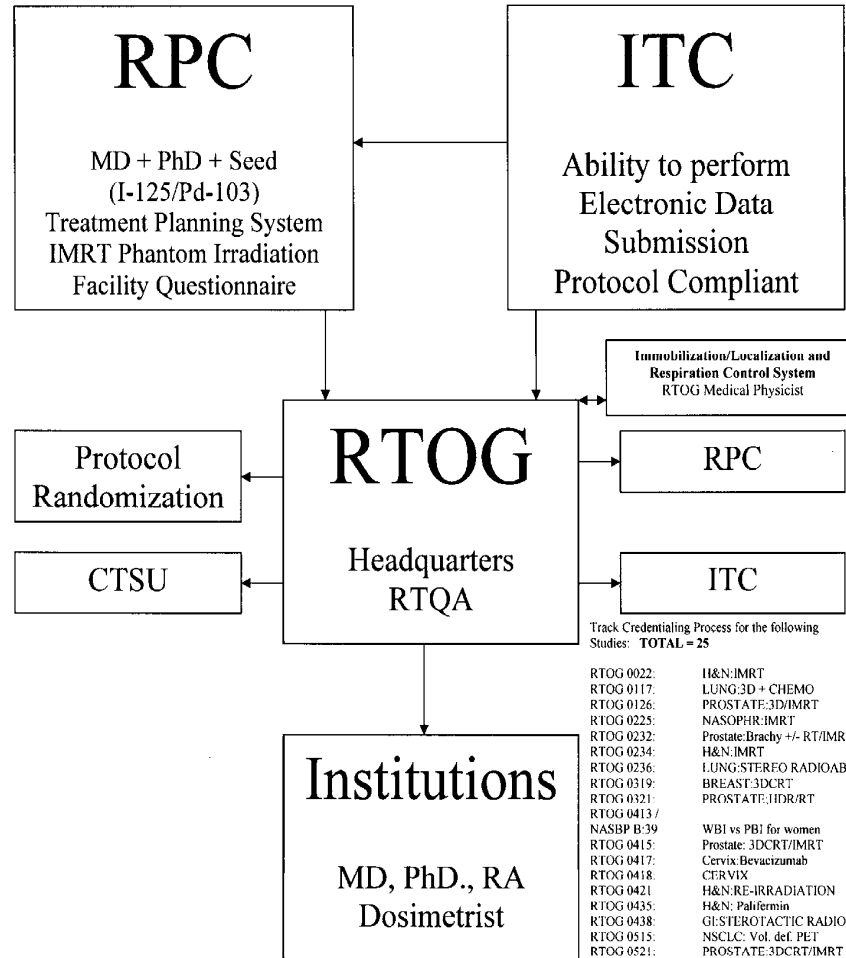 RPC
MD + PhD + Seed
(I-125/Pd-103)
Treatment Planning System
IMRT Phantom Irradiation
Facility Questionnaire
ITC
Ability to perform
Electronic Data
Submission
Protocol Compliant
Immobilization/Localization and
Respiration Control System
RTOG Medical Physicist
RTOG
Headquarters
RTQA
Protocol
Randomization
CTSU
RPC
ITC
Track Credentialing Process for the following
Studies: TOTAL = 25
RTOG 0022: H&N:IMRT
RTOG 0117: LUNG:3D + CHEMO
RTOG 0126: PROSTATE:3D/IMRT
RTOG 0225: NASOPHR:IMRT
RTOG 0232: Prostate:Brachy +/- RT/IMR
RTOG 0234: H&N:IMRT
RTOG 0236: LUNG:STEREO RADIOAB
RTOG 0319: BREAST:3DCRT
RTOG 0321: PROSTATE:HDR/RT
RTOG 0413 /
NASBP B:39 WBI vs PBI for women
RTOG 0415: Prostate: 3DCRT/IMRT
RTOG 0417: Cervix:Bevacizumab
RTOG 0418: CERVIX
RTOG 0421 H&N:RE-IRRADIATION
RTOG 0435: H&N: Palifermin
RTOG 0438: GI:STEROTACTIC RADIO
RTOG 0515: NSCLC: Vol. def. PET
RTOG 0521: PROSTATE:3DCRT/IMRT
Institutions
MD, PhD., RA
Dosimetrist